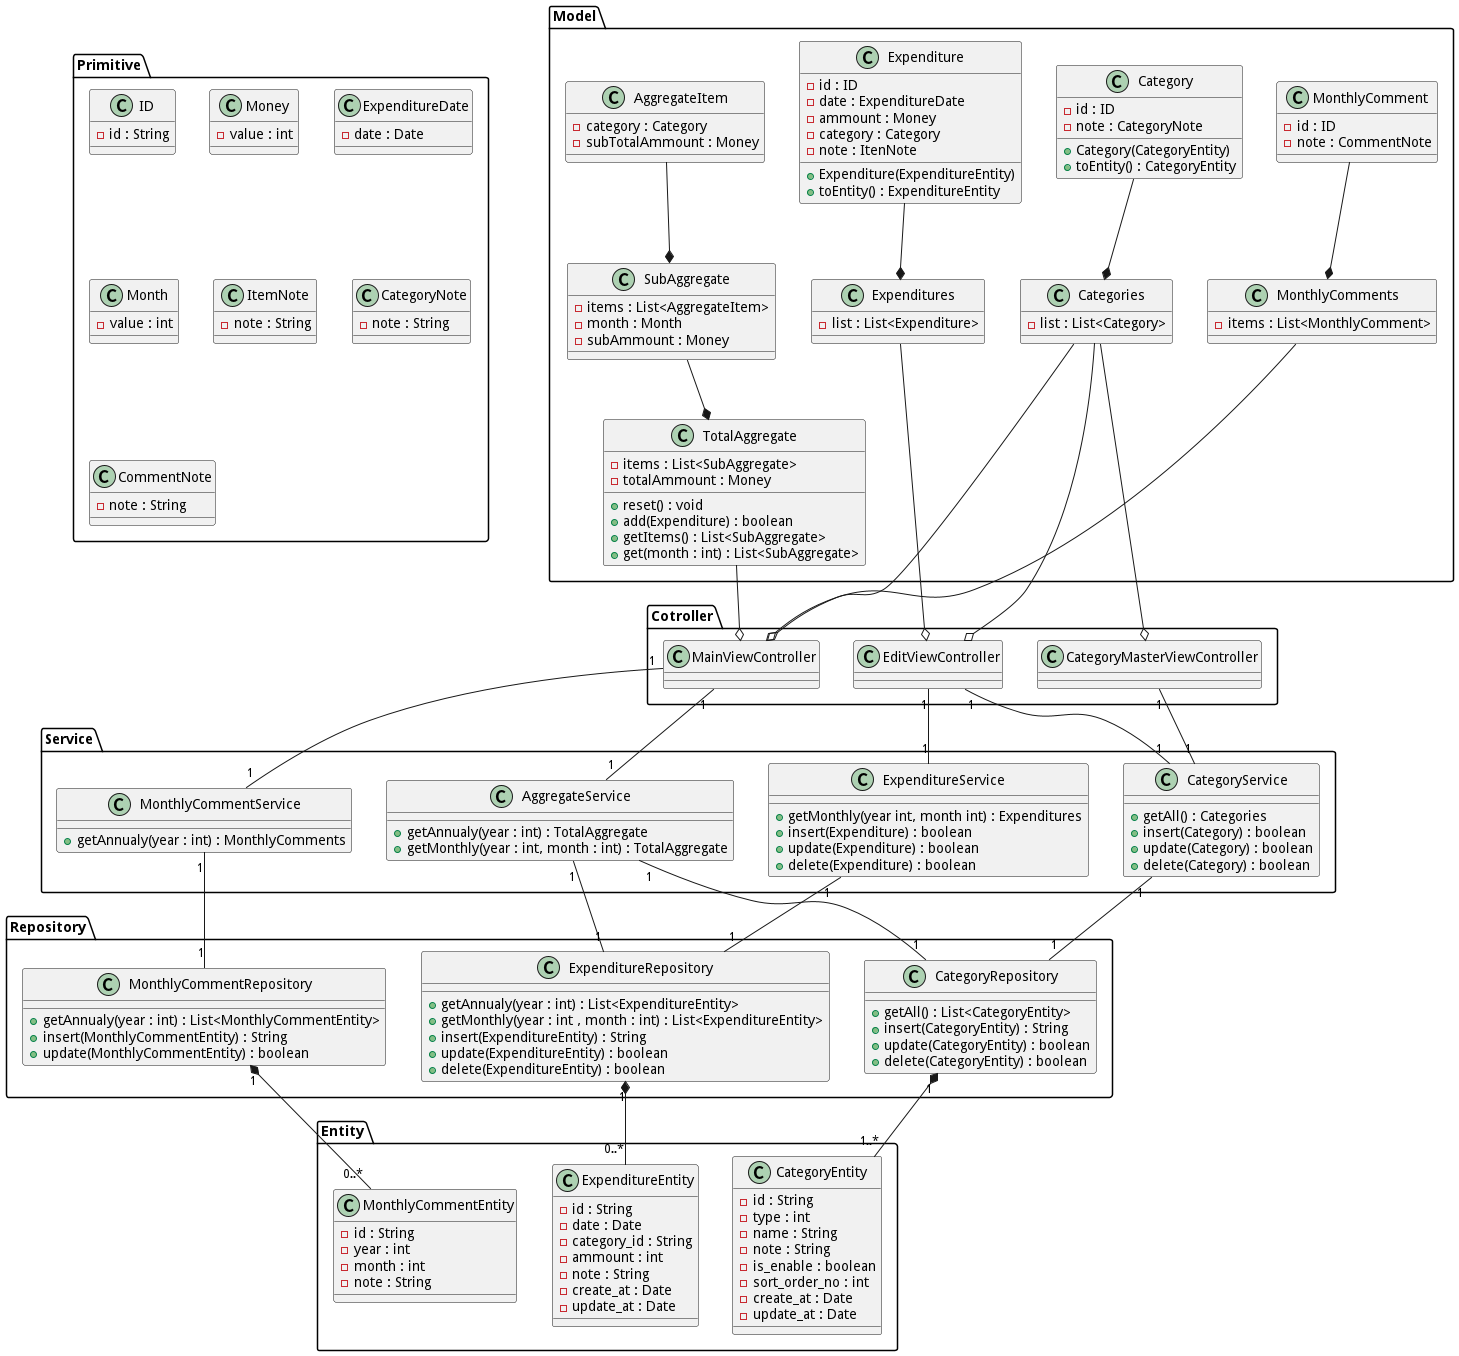 Model
Primitive
C ID
id : String
C Money
value : int
C ExpenditureDate
date : Date
C Month
value : int
C ItemNote
note : String
C CategoryNote
note : String
C CommentNote
note : String
C AggregateItem
category : Category
subTotalAmmount : Money
C Expenditure
id : ID
date : ExpenditureDate
ammount : Money
category : Category
note : ItenNote
Expenditure(ExpenditureEntity)
toEntity() : ExpenditureEntity
C Category
id : ID
note : CategoryNote
Category(CategoryEntity)
toEntity() : CategoryEntity
C MonthlyComment
id : ID
note : CommentNote
C SubAggregate
items : List<AggregateItem>
month : Month
subAmmount : Money
C Expenditures
list : List<Expenditure>
C Categories
list : List<Category>
C MonthlyComments
items : List<MonthlyComment>
C TotalAggregate
items : List<SubAggregate>
totalAmmount : Money
reset() : void
add(Expenditure) : boolean
getItems() : List<SubAggregate>
get(month : int) : List<SubAggregate>
Cotroller
C MainViewController
C EditViewController
C CategoryMasterViewController
1
1
1
1
1
Service
1
1
1
1
1
C MonthlyCommentService
getAnnualy(year : int) : MonthlyComments
C AggregateService
getAnnualy(year : int) : TotalAggregate
getMonthly(year : int, month : int) : TotalAggregate
C ExpenditureService
getMonthly(year int, month int) : Expenditures
insert(Expenditure) : boolean
update(Expenditure) : boolean
delete(Expenditure) : boolean
C CategoryService
getAll() : Categories
insert(Category) : boolean
update(Category) : boolean
delete(Category) : boolean
1
1
1
1
1
Repository
1
1
1
1
1
C MonthlyCommentRepository
getAnnualy(year : int) : List<MonthlyCommentEntity>
insert(MonthlyCommentEntity) : String
update(MonthlyCommentEntity) : boolean
C ExpenditureRepository
getAnnualy(year : int) : List<ExpenditureEntity>
getMonthly(year : int , month : int) : List<ExpenditureEntity>
insert(ExpenditureEntity) : String
update(ExpenditureEntity) : boolean
delete(ExpenditureEntity) : boolean
C CategoryRepository
getAll() : List<CategoryEntity>
insert(CategoryEntity) : String
update(CategoryEntity) : boolean
delete(CategoryEntity) : boolean
1
1
1
Entity
0..*
0..*
1..*
C MonthlyCommentEntity
id : String
year : int
month : int
note : String
C ExpenditureEntity
id : String
date : Date
category_id : String
ammount : int
note : String
create_at : Date
update_at : Date
C CategoryEntity
id : String
type : int
name : String
note : String
is_enable : boolean
sort_order_no : int
create_at : Date
update_at : Date